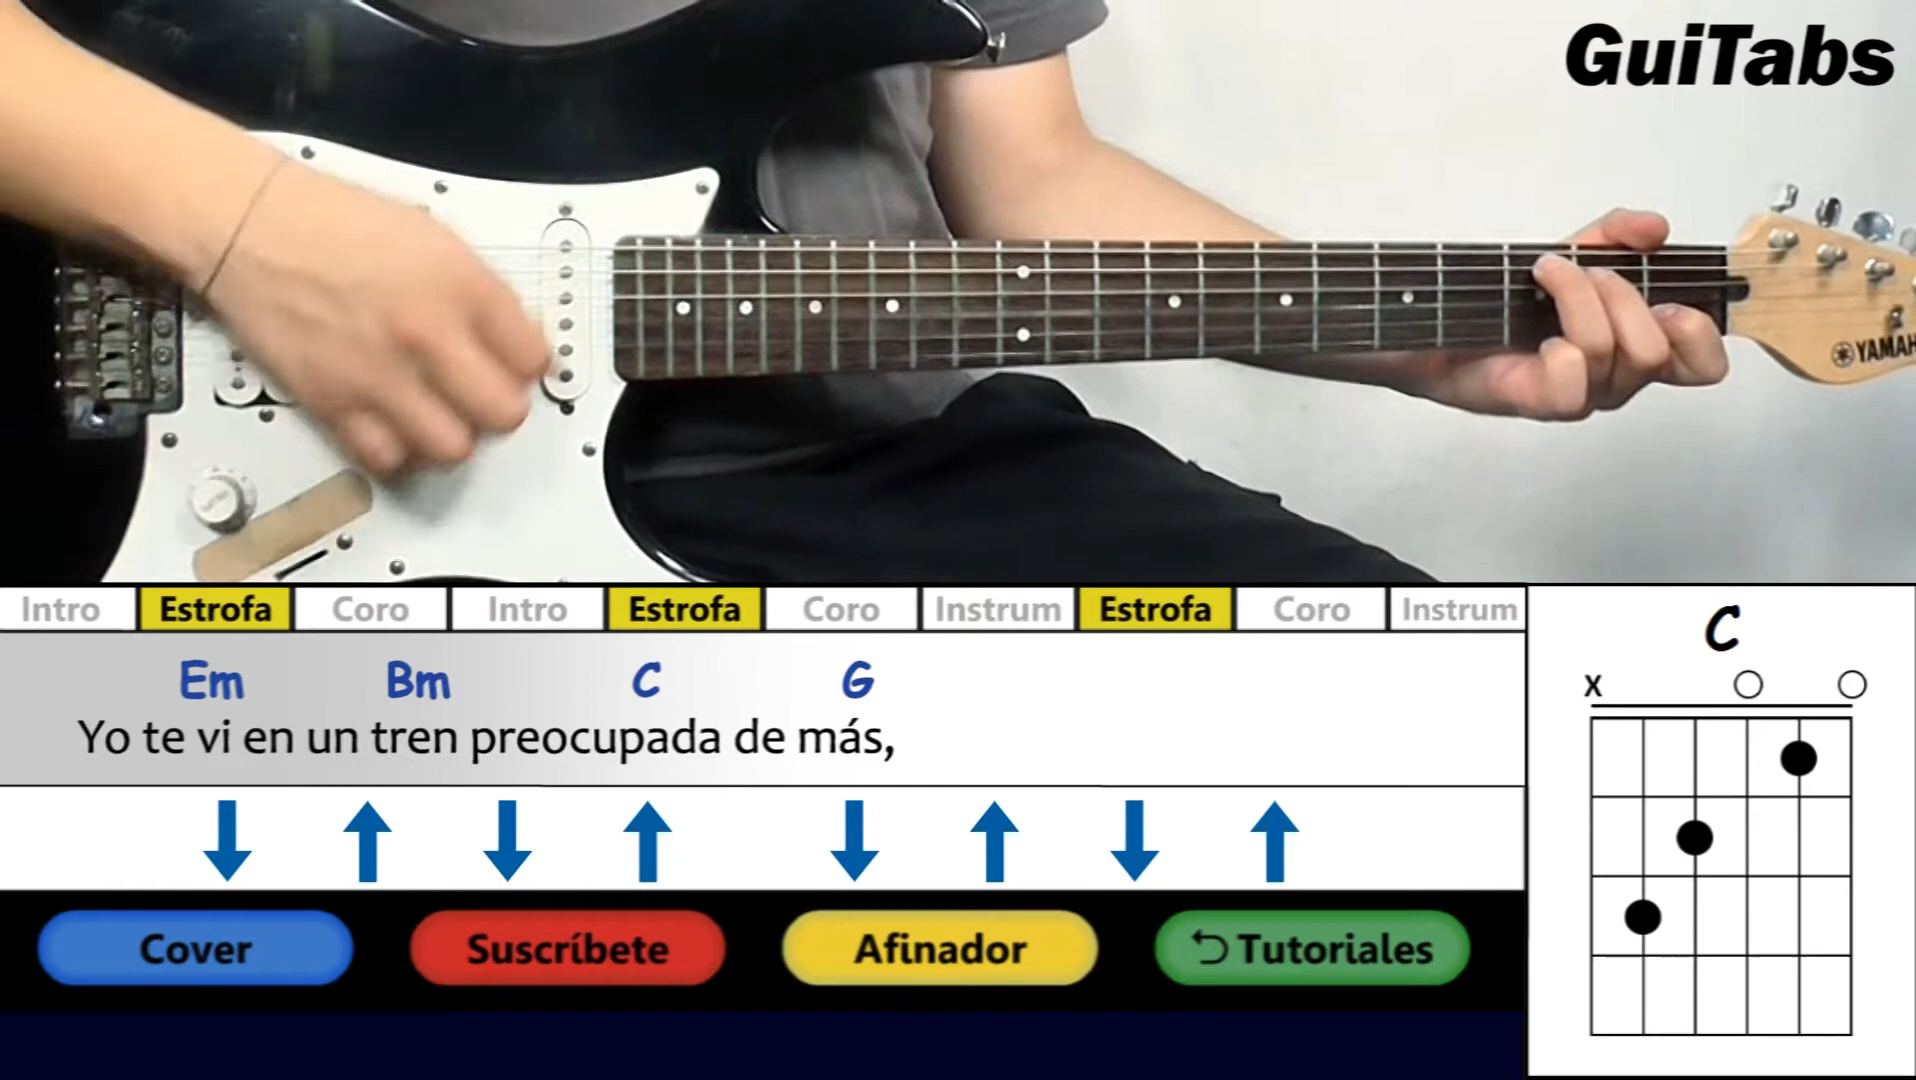 GuiTabs
YAMAH
Intro Estrofa Coro Intro Estrofa Coro Instrum Estrofa Coro Instrum
Em Bm C G
Yo te vi en un tren preocupada de más,
C
x
Cover Suscríbete Afinador Tutoriales